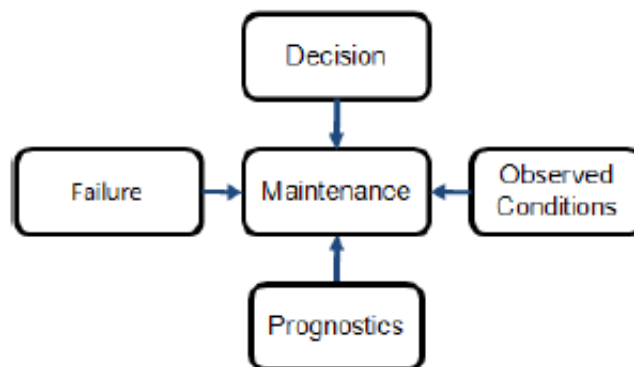 Decision
Failure
Maintenance
Observed
Conditions
Prognostics